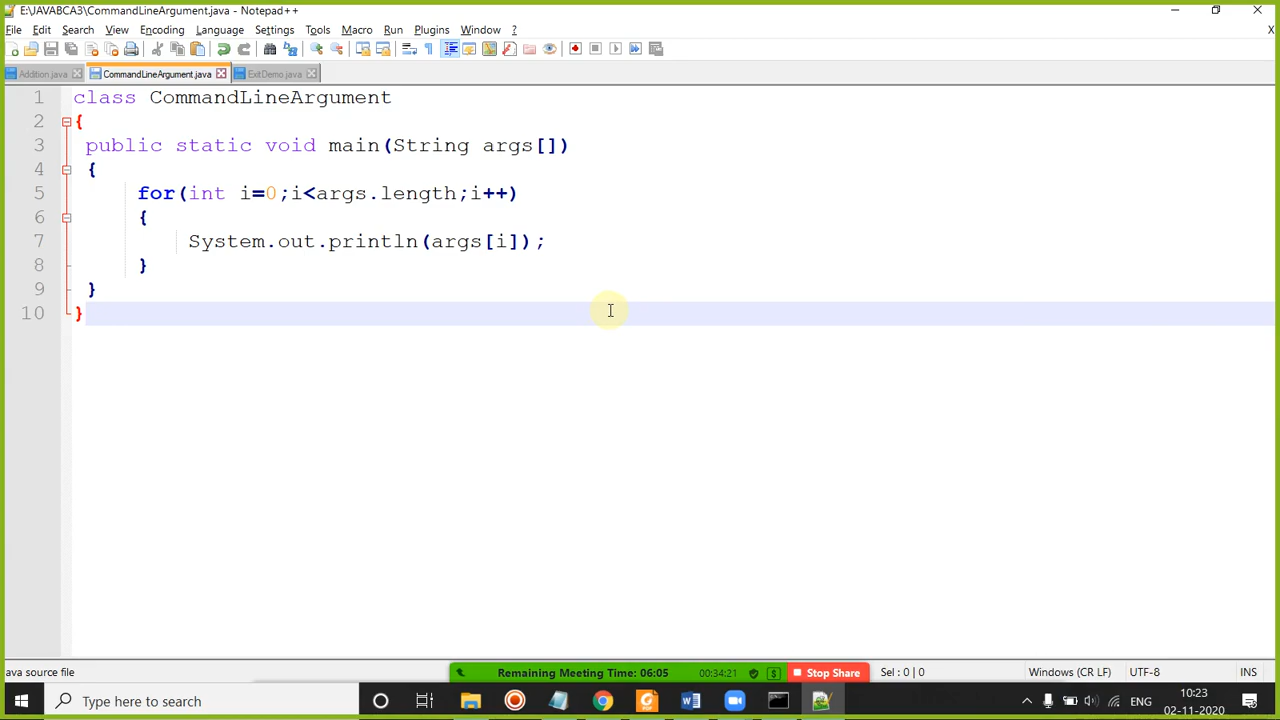 E:\JAVABCA3\CommandLineArgument.java - Notepad++
File Edit Search View Encoding Language Settings Tools Macro Run Plugins Window ? X
Addition.java CommandLineArgument.java ExitDemo.java
1 class CommandLineArgument
2 {
3 public static void main(String args[])
4 {
5 for(int i=0;i<args.length;i++)
6 {
7 System.out.println(args[i]);
8 }
9 }
10 }
ava source file Remaining Meeting Time: 06:05 00:34:21 $ Stop Share Sel : 0 | 0 Windows (CR LF) UTF-8 INS
Type here to search ENG 10:23
02-11-2020